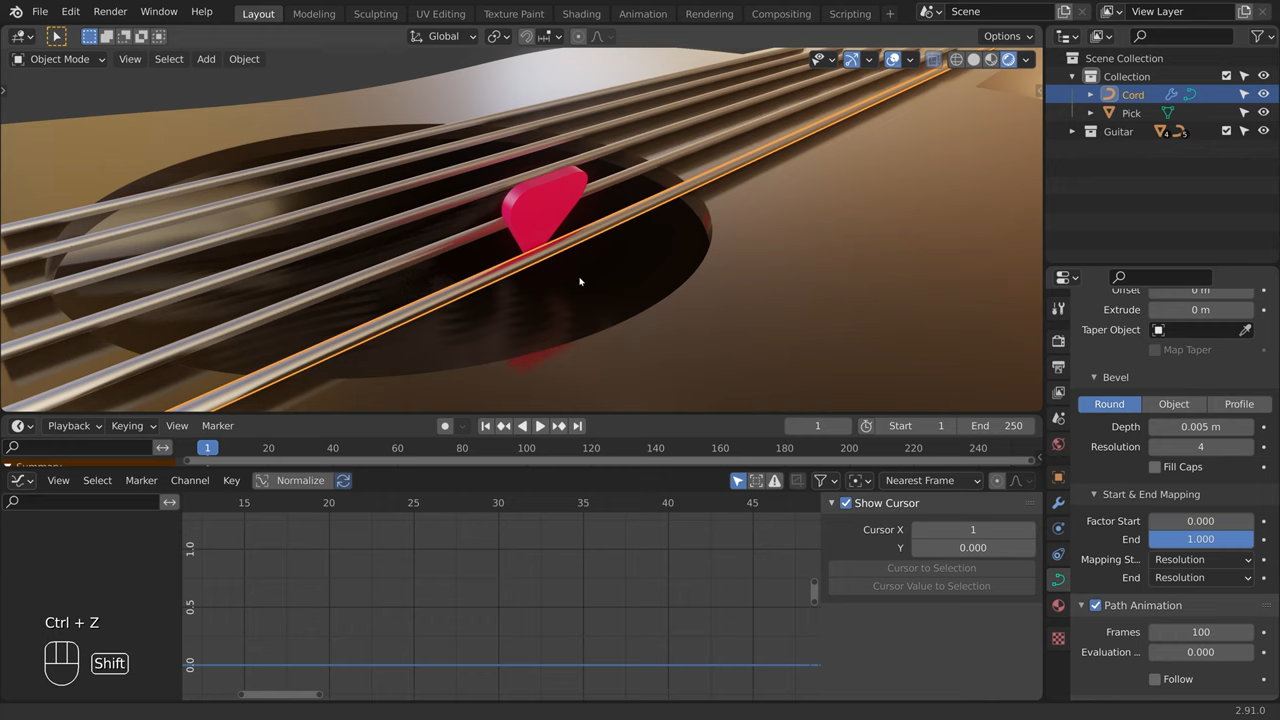 File Edit Render Window Help Layout Modeling Sculpting UV Editing Texture Paint Shading Animation Rendering Compositing Scripting + Scene View Layer
Global Options
Object Mode View Select Add Object
Scene Collection
Collection
Cord
Pick
Guitar 4 5
Offset 0 m
Extrude 0 m
Taper Object
Map Taper
Bevel
Round Object Profile
Depth 0.005 m
Resolution 4
Fill Caps
Start & End Mapping
Factor Start 0.000
End 1.000
Mapping St... Resolution
End Resolution
Path Animation
Frames 100
Evaluation ... 0.000
Follow
Playback Keying View Marker 1 Start 1 End 250
1 20 40 60 80 100 120 140 160 180 200 220 240
Summary
View Select Marker Channel Key Normalize Nearest Frame
15 20 25 30 35 40 45
1.0
0.5
0.0
Show Cursor
Cursor X 1
Y 0.000
Cursor to Selection
Cursor Value to Selection
Ctrl + Z
Shift
2.91.0